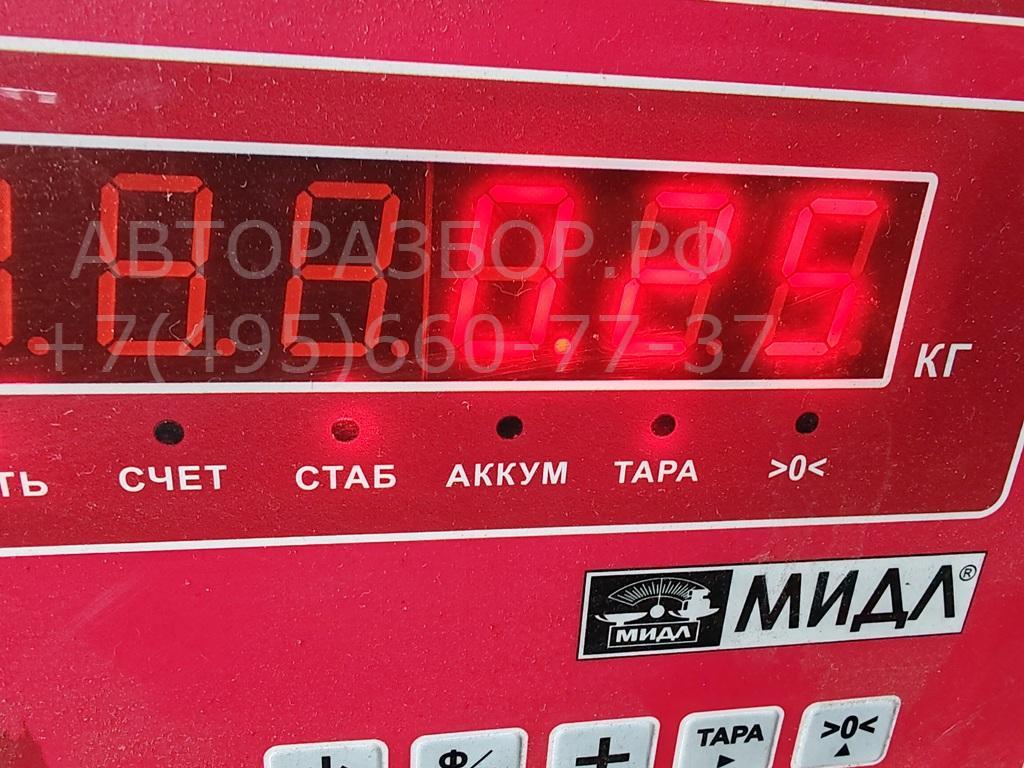 0.25
АВТОРАЗБОР.РФ
+7(495)660-77-37
КГ
ТЬ СЧЕТ СТАБ АККУМ ТАРА >0<
МИДЛ МИДЛ®
Ф/ + ТАРА >0<